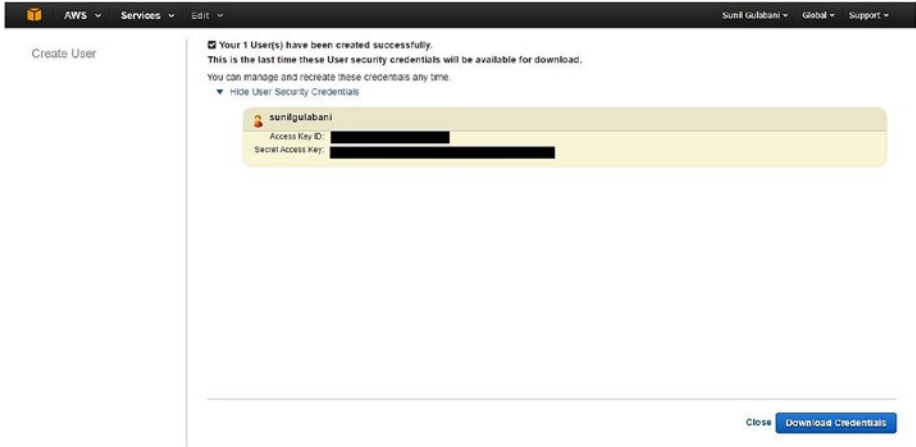 AWS Services Edit Sunil Gulabani Global Support
Create User
Your 1 User(s) have been created successfully.
This is the last time these User security credentials will be available for download.
You can manage and recreate these credentials any time.
Hide User Security Credentials
sunilgulabani
Access Key ID:
Secret Access Key:
Close Download Credentials